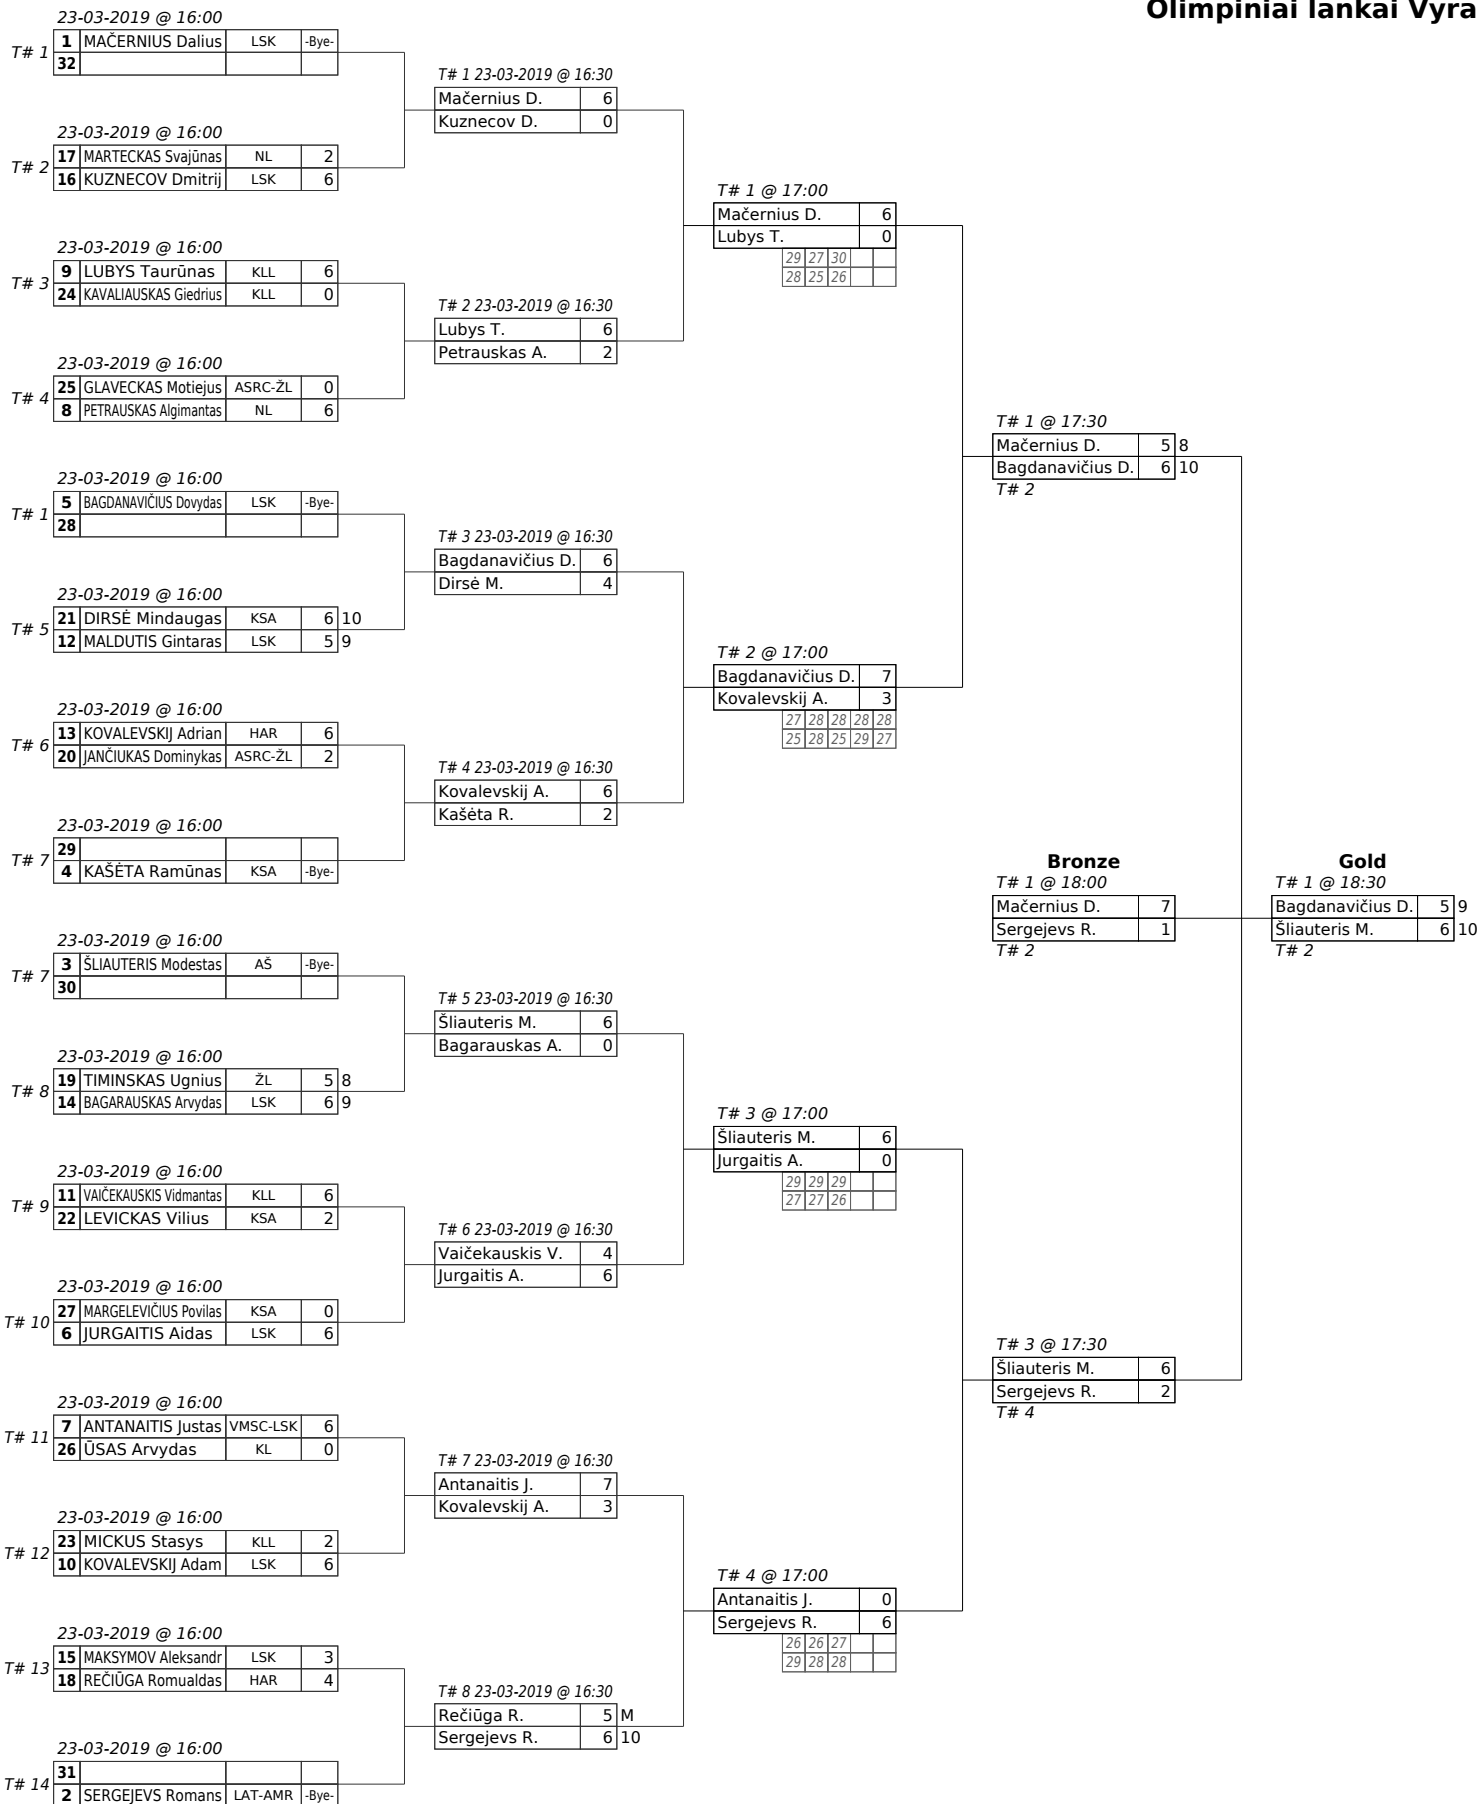 Olimpiniai lankai Vyra
23-03-2019 @ 16:00
T# 1
1 MAČERNIUS Dalius LSK -Bye-
32
23-03-2019 @ 16:00
T# 2
17 MARTECKAS Svajūnas NL 2
16 KUZNECOV Dmitrij LSK 6
23-03-2019 @ 16:00
T# 3
9 LUBYS Taurūnas KLL 6
24 KAVALIAUSKAS Giedrius KLL 0
23-03-2019 @ 16:00
T# 4
25 GLAVECKAS Motiejus ASRC-ŽL 0
8 PETRAUSKAS Algimantas NL 6
23-03-2019 @ 16:00
T# 1
5 BAGDANAVIČIUS Dovydas LSK -Bye-
28
23-03-2019 @ 16:00
T# 5
21 DIRSĖ Mindaugas KSA 6 10
12 MALDUTIS Gintaras LSK 5 9
23-03-2019 @ 16:00
T# 6
13 KOVALEVSKIJ Adrian HAR 6
20 JANČIUKAS Dominykas ASRC-ŽL 2
23-03-2019 @ 16:00
T# 7
29
4 KAŠĖTA Ramūnas KSA -Bye-
23-03-2019 @ 16:00
T# 7
3 ŠLIAUTERIS Modestas AŠ -Bye-
30
23-03-2019 @ 16:00
T# 8
19 TIMINSKAS Ugnius ŽL 5 8
14 BAGARAUSKAS Arvydas LSK 6 9
23-03-2019 @ 16:00
T# 9
11 VAIČEKAUSKIS Vidmantas KLL 6
22 LEVICKAS Vilius KSA 2
23-03-2019 @ 16:00
T# 10
27 MARGELEVIČIUS Povilas KSA 0
6 JURGAITIS Aidas LSK 6
23-03-2019 @ 16:00
T# 11
7 ANTANAITIS Justas VMSC-LSK 6
26 ŪSAS Arvydas KL 0
23-03-2019 @ 16:00
T# 12
23 MICKUS Stasys KLL 2
10 KOVALEVSKIJ Adam LSK 6
23-03-2019 @ 16:00
T# 13
15 MAKSYMOV Aleksandr LSK 3
18 REČIŪGA Romualdas HAR 4
23-03-2019 @ 16:00
T# 14
31
2 SERGEJEVS Romans LAT-AMR -Bye-
T# 1 23-03-2019 @ 16:30
Mačernius D. 6
Kuznecov D. 0
T# 2 23-03-2019 @ 16:30
Lubys T. 6
Petrauskas A. 2
T# 3 23-03-2019 @ 16:30
Bagdanavičius D. 6
Dirsė M. 4
T# 4 23-03-2019 @ 16:30
Kovalevskij A. 6
Kašėta R. 2
T# 5 23-03-2019 @ 16:30
Šliauteris M. 6
Bagarauskas A. 0
T# 6 23-03-2019 @ 16:30
Vaičekauskis V. 4
Jurgaitis A. 6
T# 7 23-03-2019 @ 16:30
Antanaitis J. 7
Kovalevskij A. 3
T# 8 23-03-2019 @ 16:30
Rečiūga R. 5 M
Sergejevs R. 6 10
T# 1 @ 17:00
Mačernius D. 6
Lubys T. 0
29 27 30
28 25 26
T# 2 @ 17:00
Bagdanavičius D. 7
Kovalevskij A. 3
27 28 28 28 28
25 28 25 29 27
T# 3 @ 17:00
Šliauteris M. 6
Jurgaitis A. 0
29 29 29
27 27 26
T# 4 @ 17:00
Antanaitis J. 0
Sergejevs R. 6
26 26 27
29 28 28
T# 1 @ 17:30
Mačernius D. 5 8
Bagdanavičius D. 6 10
T# 2
T# 3 @ 17:30
Šliauteris M. 6
Sergejevs R. 2
T# 4
Bronze
T# 1 @ 18:00
Mačernius D. 7
Sergejevs R. 1
T# 2
Gold
T# 1 @ 18:30
Bagdanavičius D. 5 9
Šliauteris M. 6 10
T# 2